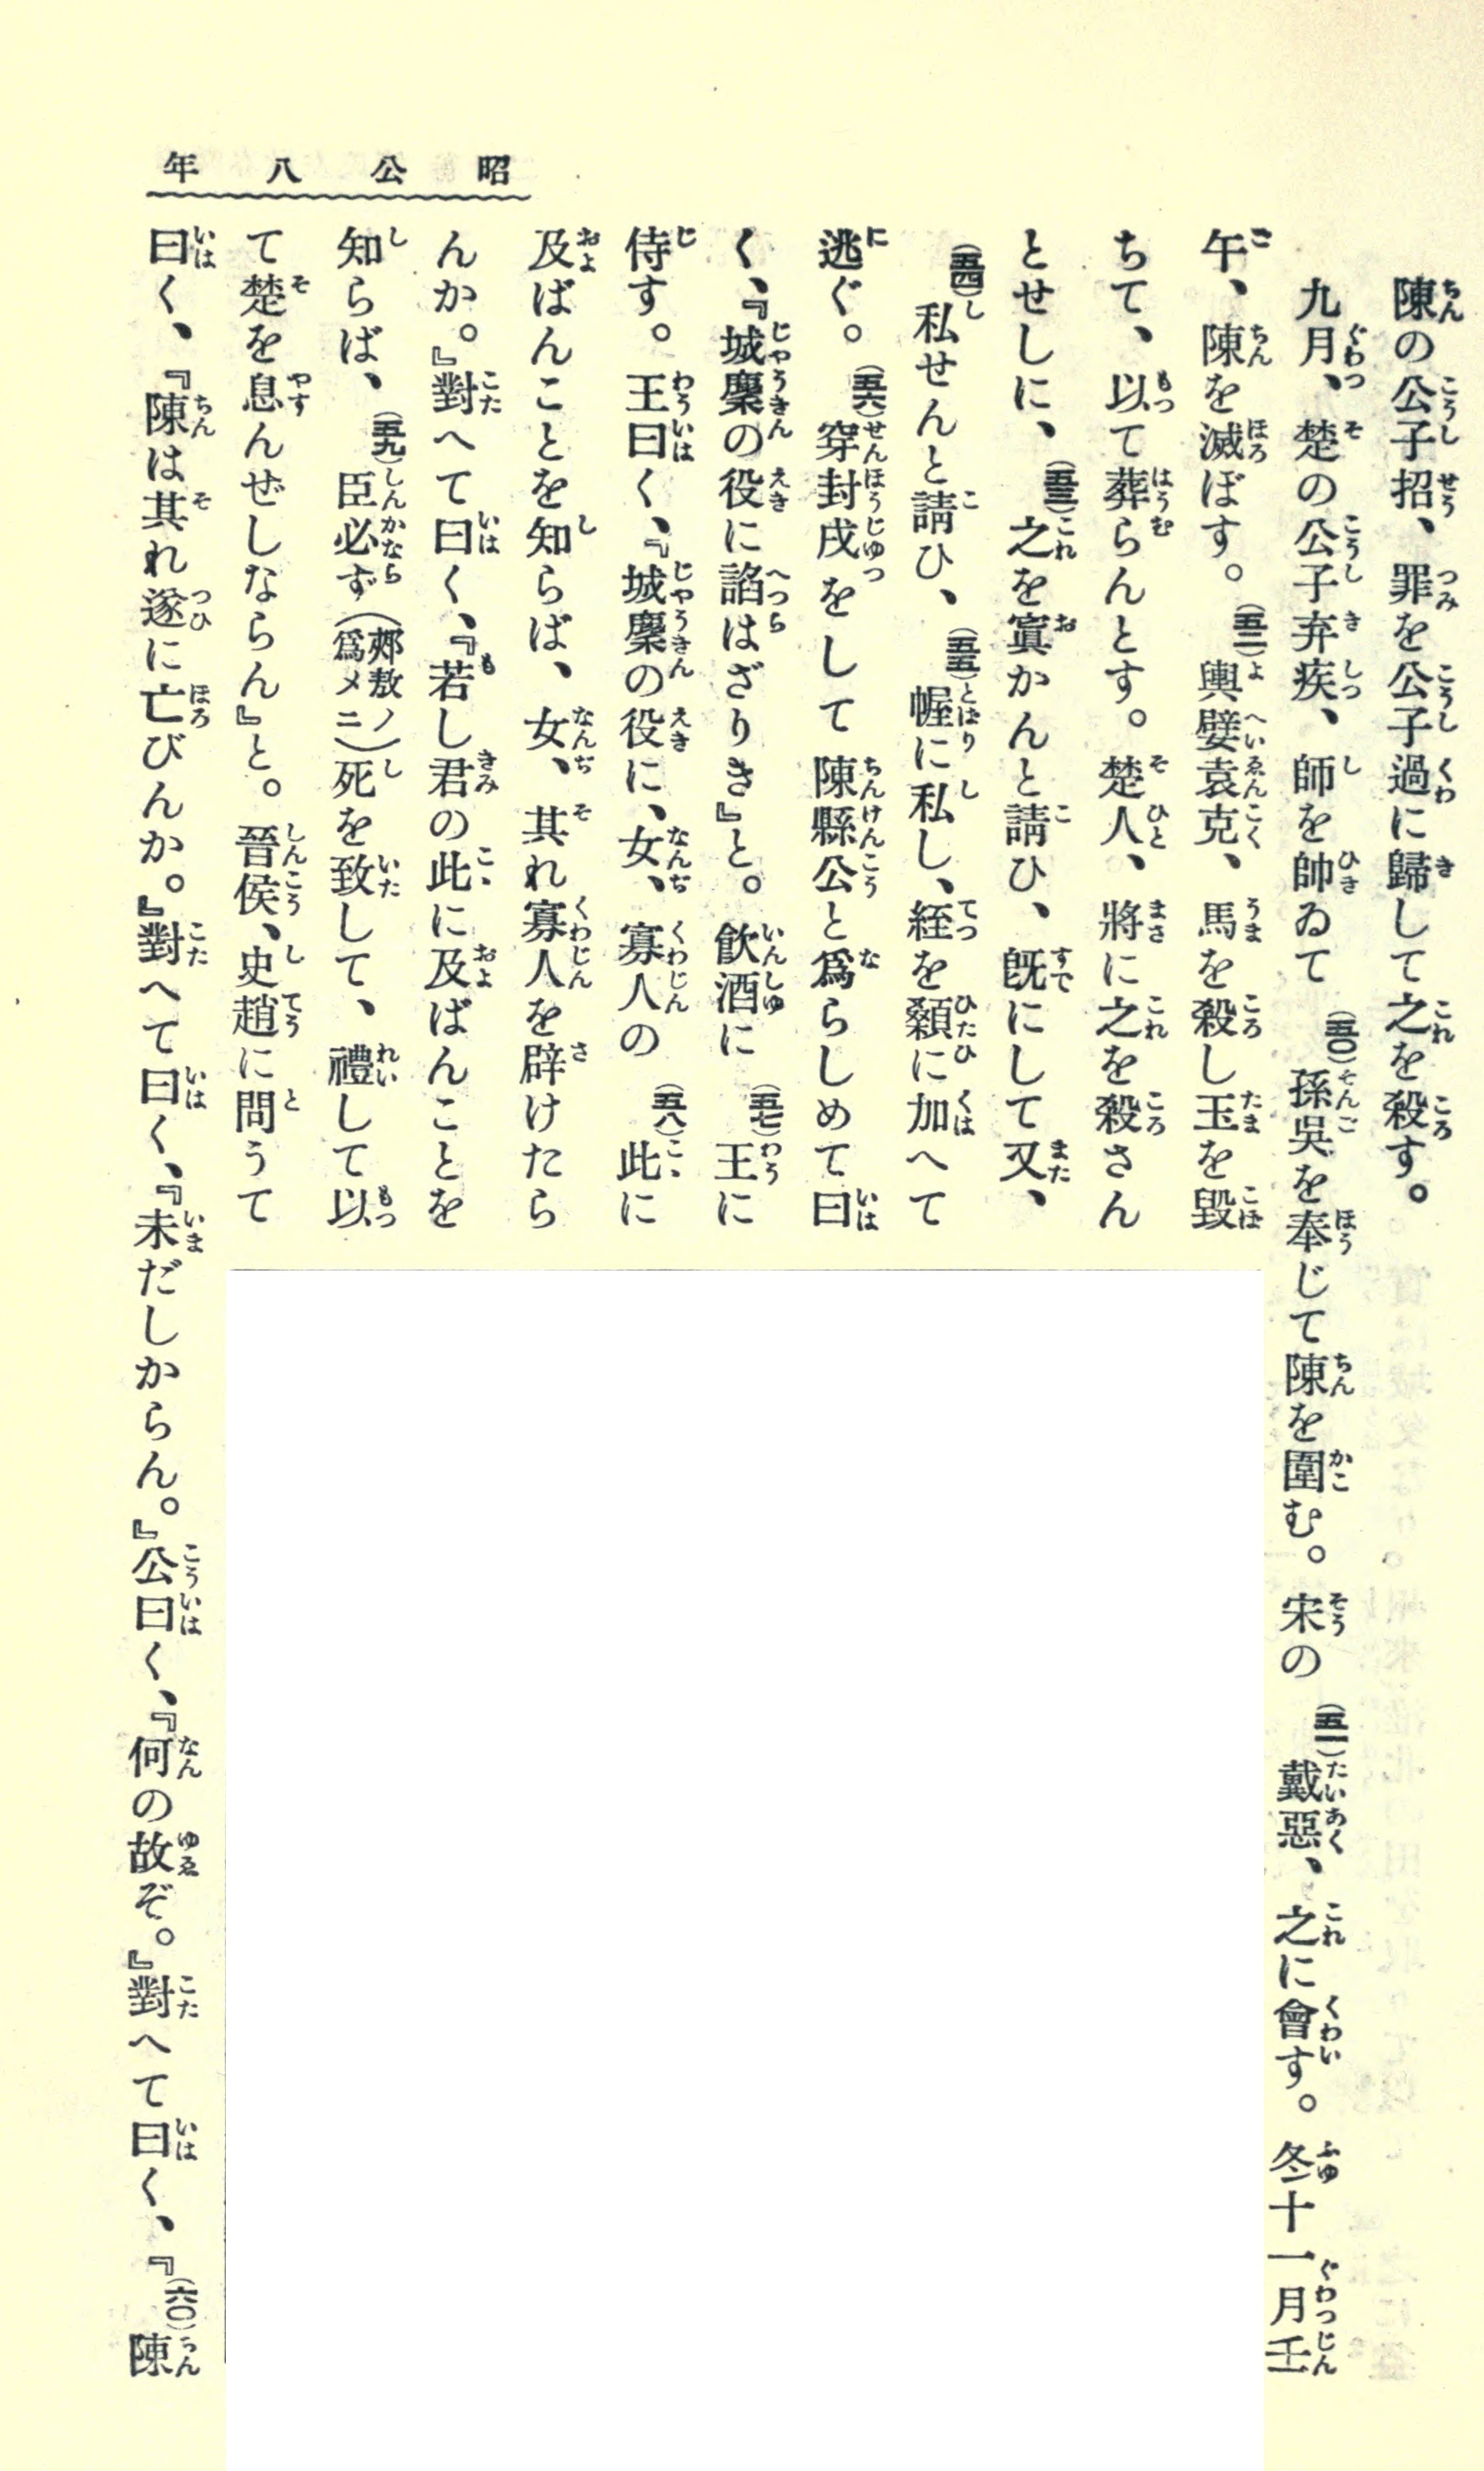 昭公八年
陳の公子招、罪を公子過に歸して之を殺す。
九月、楚の公子弃疾、師を帥ゐて(五〇)孫吳を奉じて陳を圍む。宋の(五一)戴惡、之に會す。冬十一月壬
午、陳を滅ぼす。(五二)輿嬖袁克、馬を殺し玉を毀
ちて、以て葬らんとす。楚人、將に之を殺さん
とせしに、(五三)之を寘かんと請ひ、既にして又、
(五四)私せんと請ひ、(五五)幄に私し、絰を顙に加へて
逃ぐ。(五六)穿封戌をして陳縣公と爲らしめて曰
く、『城麇の役に諂はざりき』と。飮酒に(五七)王に
侍す。王曰く、『城麇の役に、女、寡人の(五八)此に
及ばんことを知らば、女、其れ寡人を辟けたら
んか。』對へて曰く、『若し君の此に及ばんことを
知らば、(五九)臣必ず(郟敖ノ爲メニ)死を致して、禮して以
て楚を息んぜしならん』と。晉侯、史趙に問うて
曰く、『陳は其れ遂に亡びんか。』對へて曰く、『未だしからん。』公曰く、『何の故ぞ。』對へて曰く、『(六〇)陳